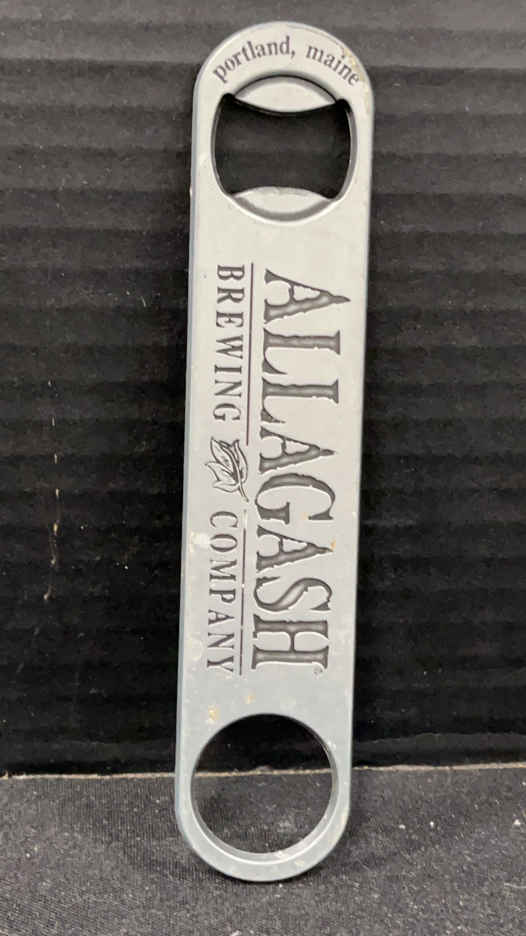 portland, maine
ALLAGASH®
BREWING COMPANY